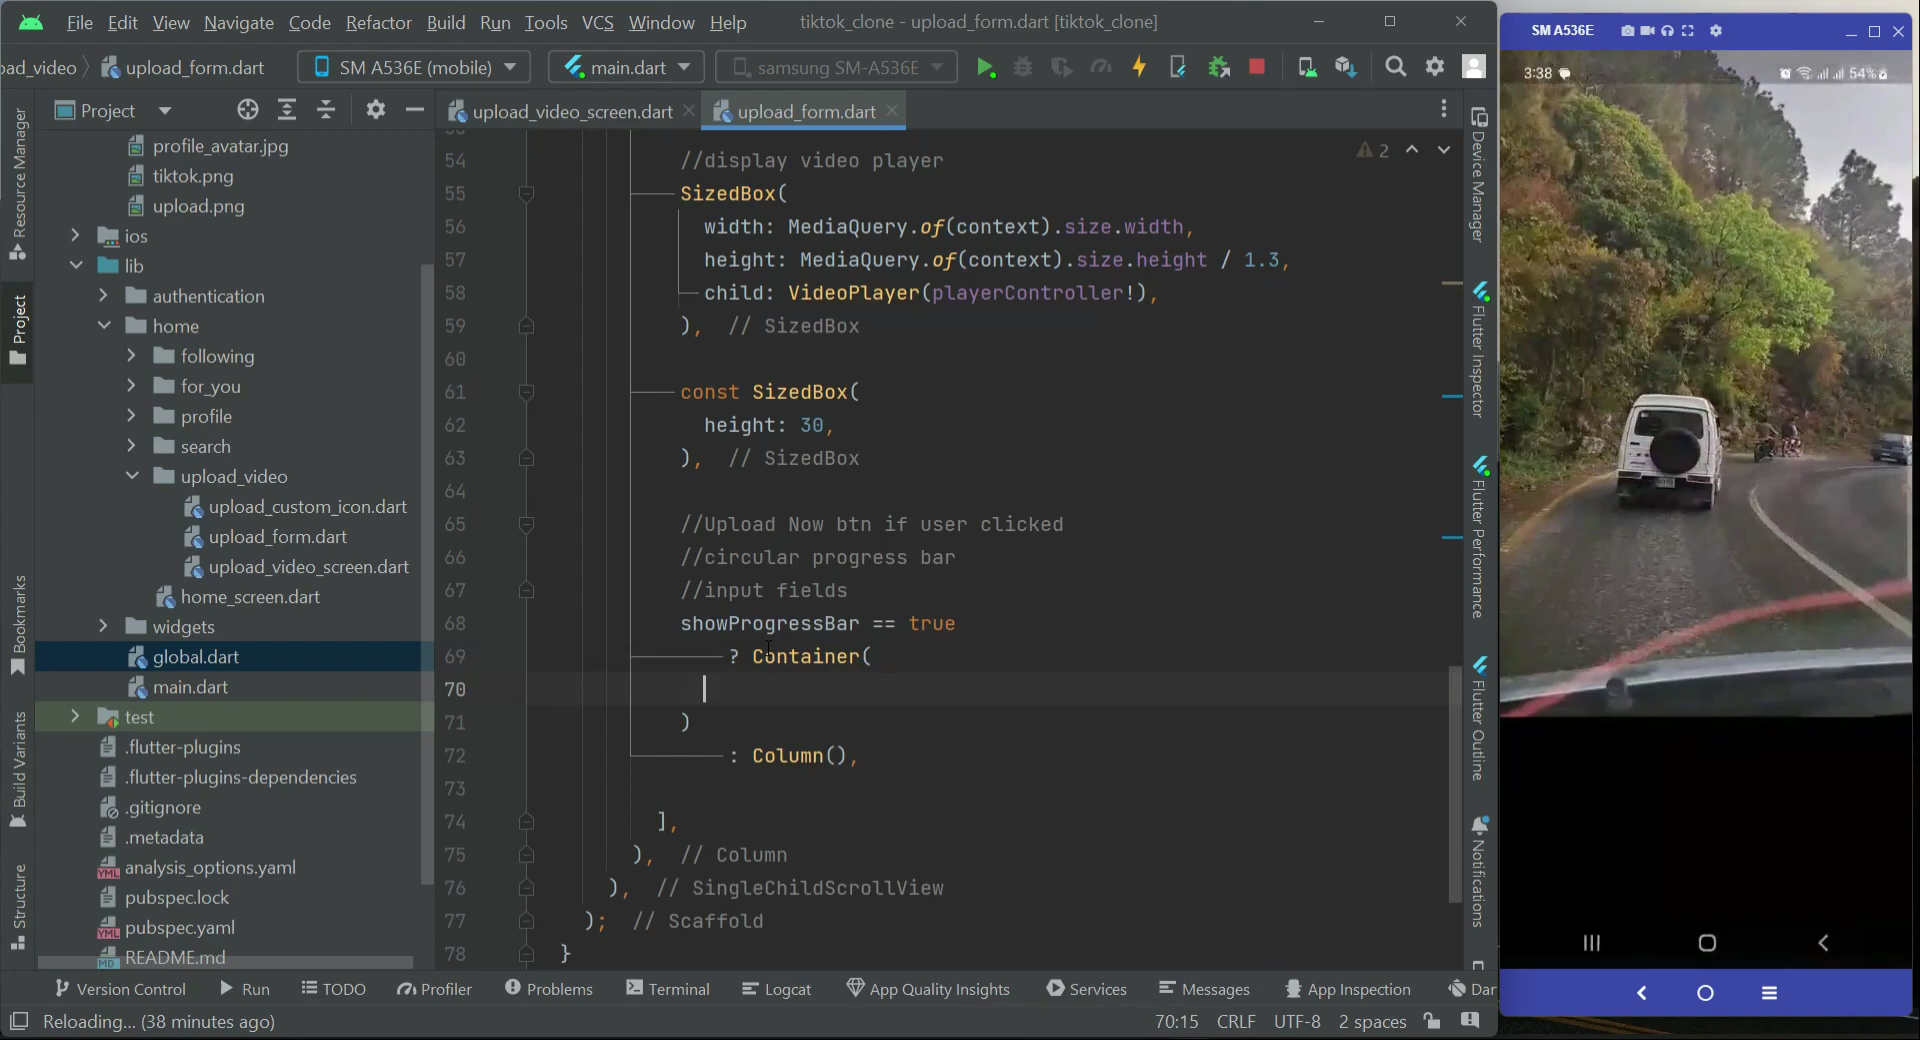 File Edit View Navigate Code Refactor Build Run Tools VCS Window Help tiktok_clone - upload_form.dart [tiktok_clone]
oad_video upload_form.dart SM A536E (mobile) main.dart samsung SM-A536E
Project
profile_avatar.jpg
tiktok.png
upload.png
ios
lib
authentication
home
following
for_you
profile
search
upload_video
upload_custom_icon.dart
upload_form.dart
upload_video_screen.dart
home_screen.dart
widgets
global.dart
main.dart
test
.flutter-plugins
.flutter-plugins-dependencies
.gitignore
.metadata
analysis_options.yaml
pubspec.lock
pubspec.yaml
README.md
Resource Manager
Project
Bookmarks
Build Variants
Structure
upload_video_screen.dart upload_form.dart
2
54 //display video player
55 SizedBox(
56 width: MediaQuery.of(context).size.width,
57 height: MediaQuery.of(context).size.height / 1.3,
58 child: VideoPlayer(playerController!),
59 ), // SizedBox
60
61 const SizedBox(
62 height: 30,
63 ), // SizedBox
64
65 //Upload Now btn if user clicked
66 //circular progress bar
67 //input fields
68 showProgressBar == true
69 ? Container(
70
71 )
72 : Column(),
73
74 ],
75 ), // Column
76 ), // SingleChildScrollView
77 ); // Scaffold
78 }
Device Manager
Flutter Inspector
Flutter Performance
Flutter Outline
Notifications
Version Control Run TODO Profiler Problems Terminal Logcat App Quality Insights Services Messages App Inspection Dar
Reloading... (38 minutes ago) 70:15 CRLF UTF-8 2 spaces
SM A536E
3:38 54%